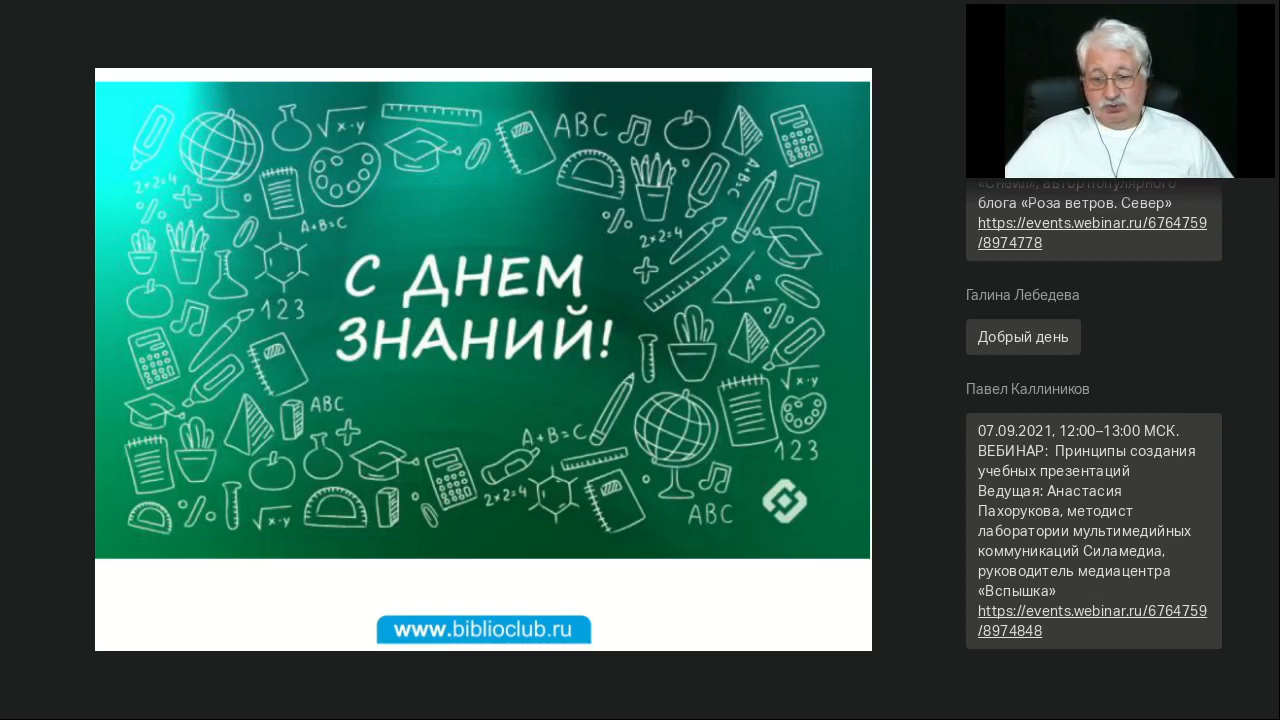 С ДНЕМ
ЗНАНИЙ!
√x·y
ABC
2×2=4
A+B=C
A+B=C
2×2=4
A°
123
ABC
√x·y
A+B=C
123
2×2=4
√x·y
ABC
www.biblioclub.ru
«Снейл», автор популярного
блога «Роза ветров. Север»
https://events.webinar.ru/6764759
/8974778
Галина Лебедева
Добрый день
Павел Каллиников
07.09.2021, 12:00–13:00 МСК.
ВЕБИНАР: Принципы создания
учебных презентаций
Ведущая: Анастасия
Пахорукова, методист
лаборатории мультимедийных
коммуникаций Силамедиа,
руководитель медиацентра
«Вспышка»
https://events.webinar.ru/6764759
/8974848